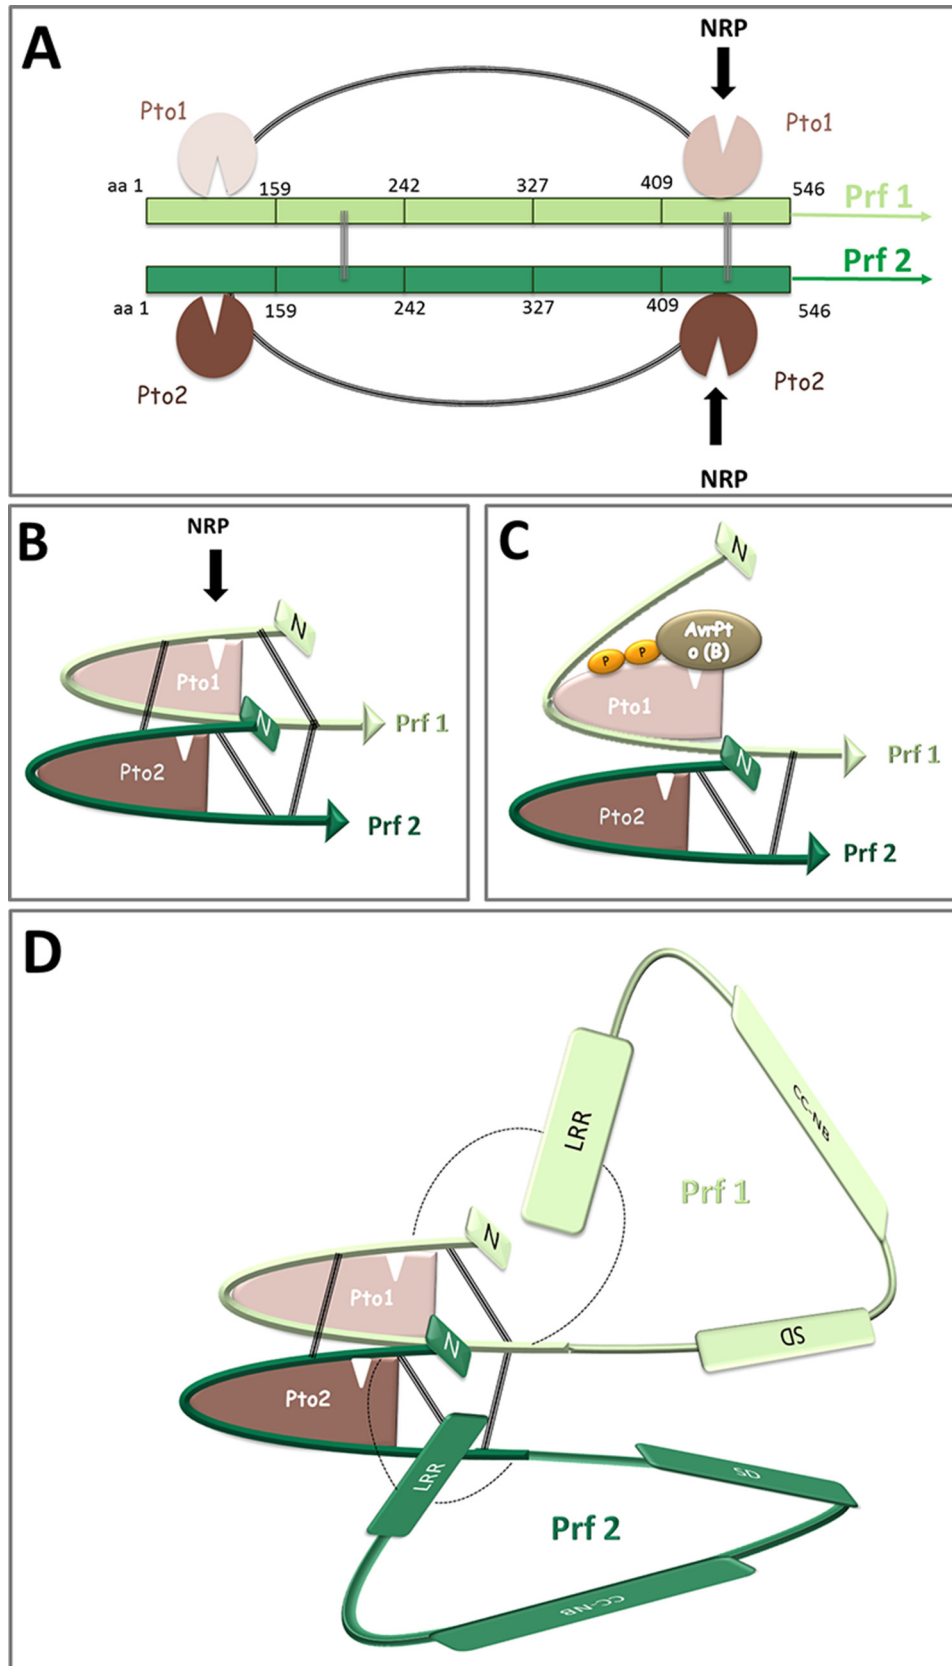 A
NRP
Pto1
Pto1
aa 1 159 242 327 409 546
Prf 1
Prf 2
aa 1 159 242 327 409 546
Pto2
Pto2
NRP
B
NRP
N
Pto1
N
Prf 1
Pto2
Prf 2
C
N
AvrPt
o (B)
P P
Pto1
N
Prf 1
Pto2
Prf 2
D
LRR
CC-NB
Prf 1
N
Pto1
SD
N
Pto2
LRR
SD
Prf 2
CC-NB